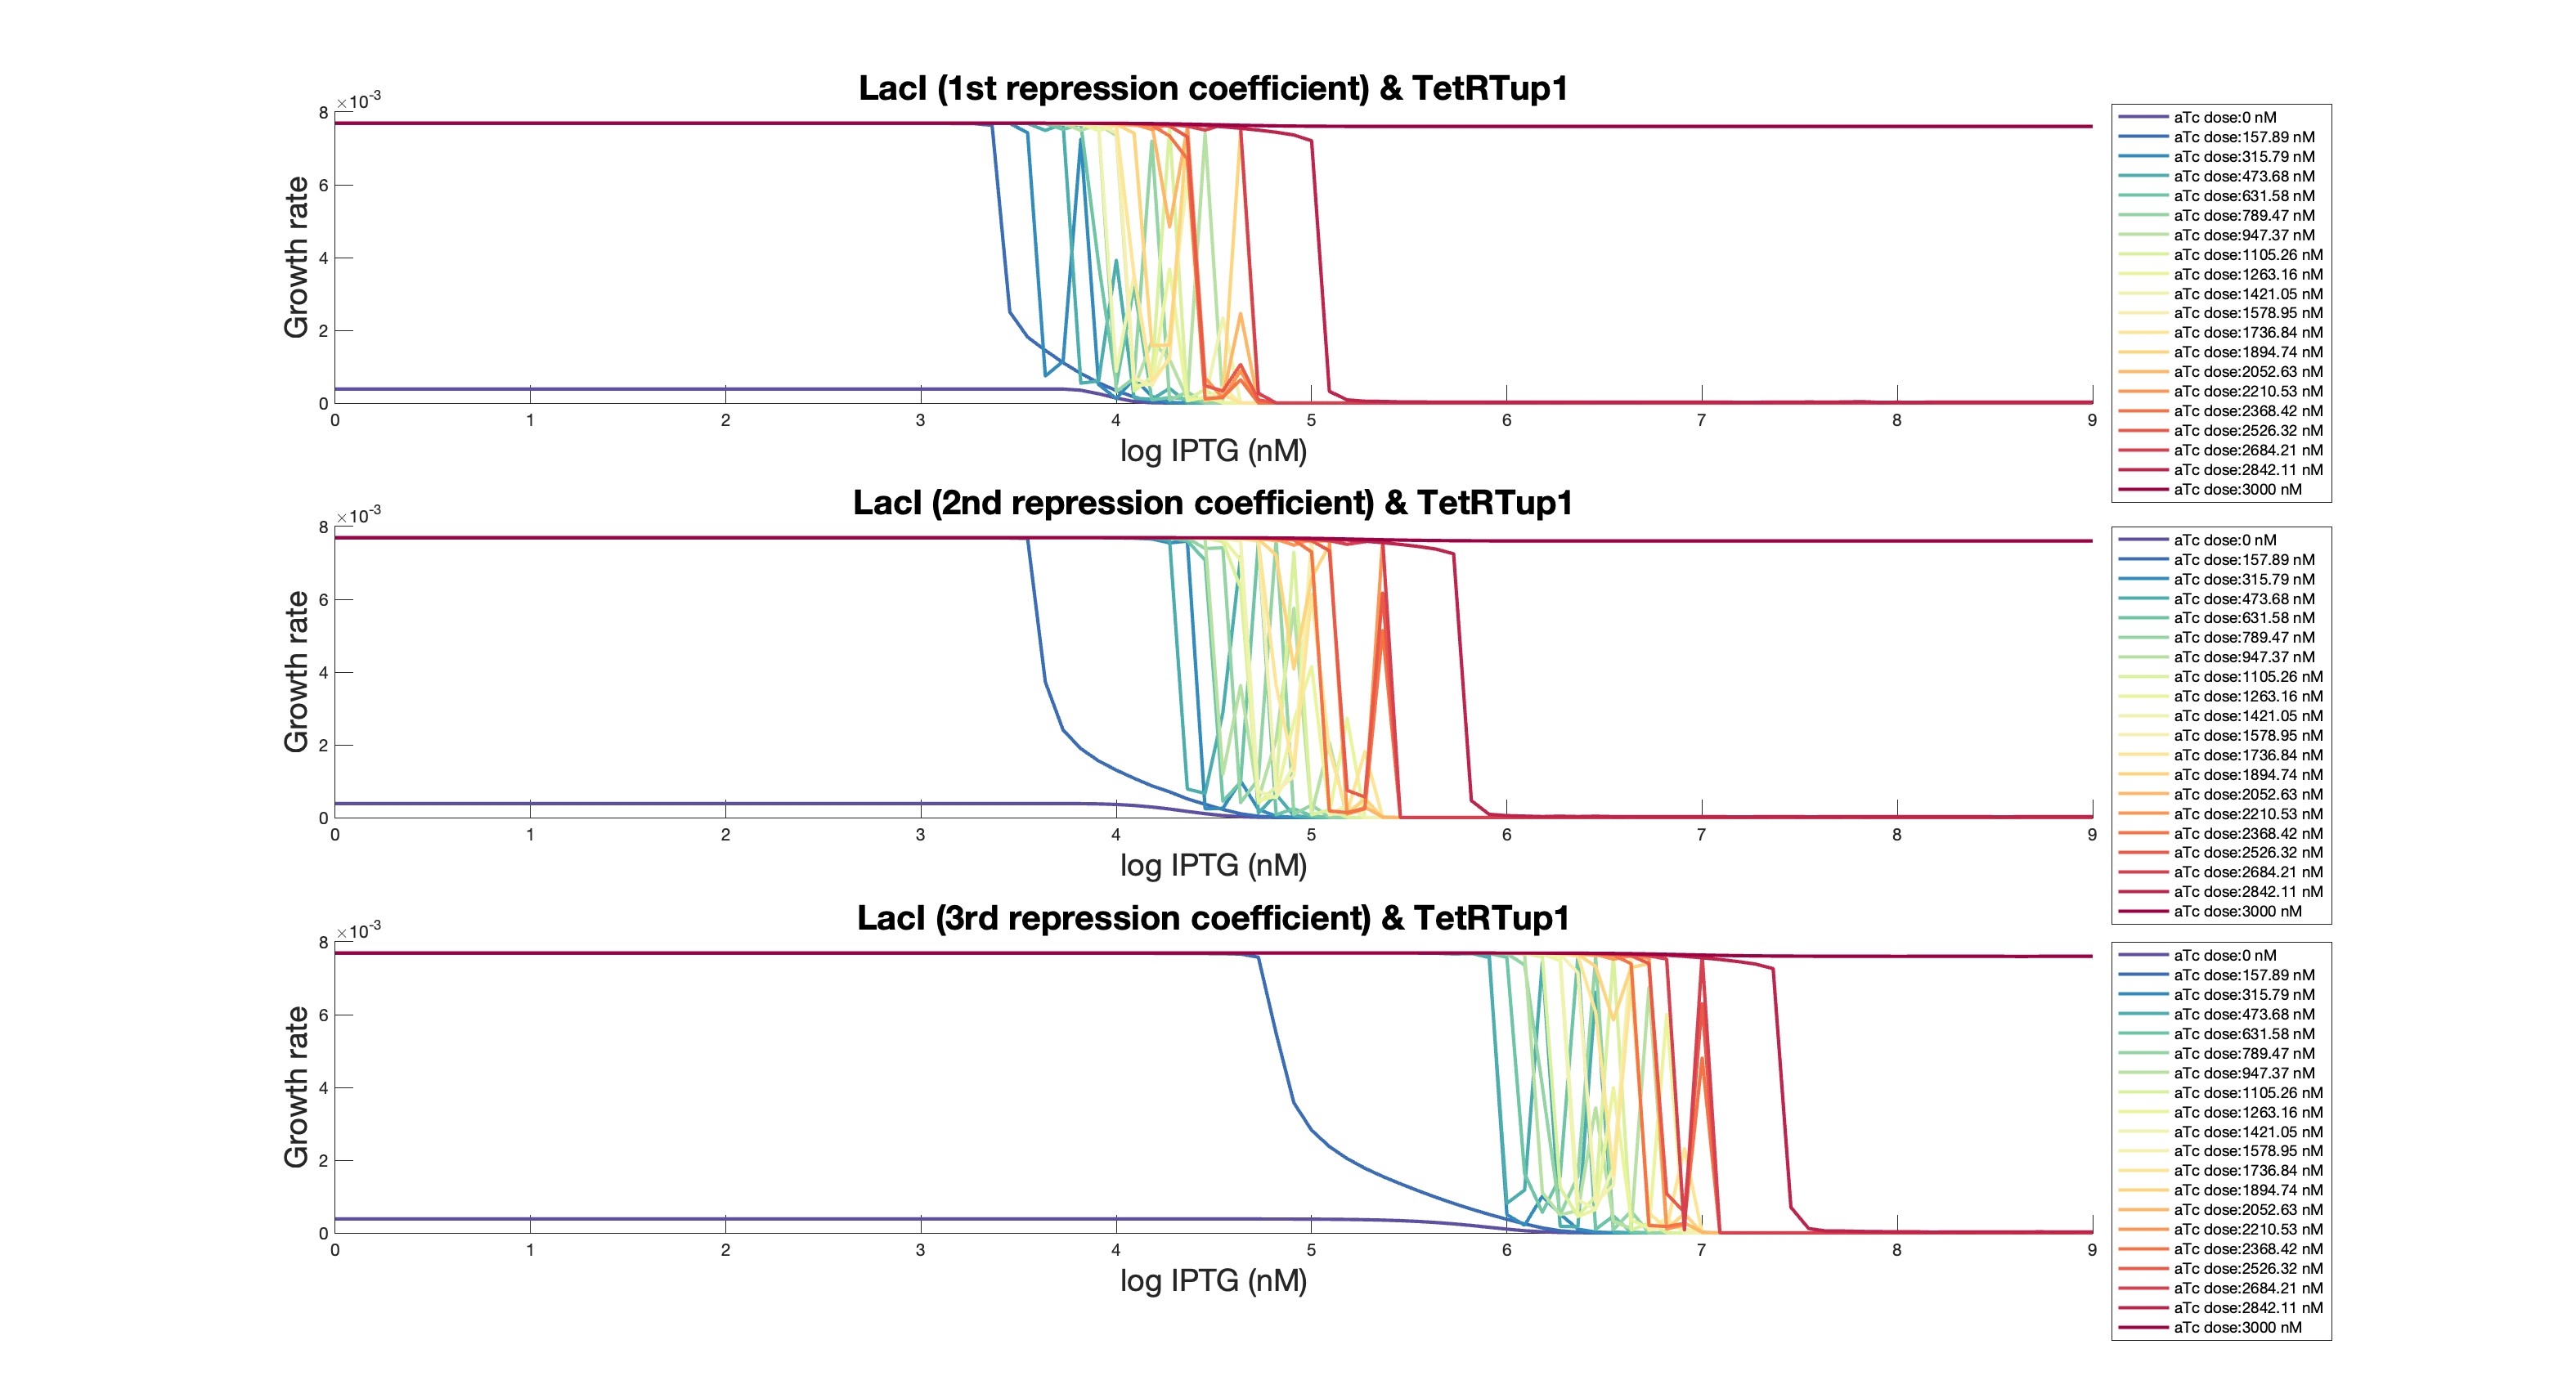 LacI (1st repression coefficient) & TetRTup1
×10-3
8
6
4
2
0
Growth rate
0 1 2 3 4 5 6 7 8 9
log IPTG (nM)
aTc dose:0 nM
aTc dose:157.89 nM
aTc dose:315.79 nM
aTc dose:473.68 nM
aTc dose:631.58 nM
aTc dose:789.47 nM
aTc dose:947.37 nM
aTc dose:1105.26 nM
aTc dose:1263.16 nM
aTc dose:1421.05 nM
aTc dose:1578.95 nM
aTc dose:1736.84 nM
aTc dose:1894.74 nM
aTc dose:2052.63 nM
aTc dose:2210.53 nM
aTc dose:2368.42 nM
aTc dose:2526.32 nM
aTc dose:2684.21 nM
aTc dose:2842.11 nM
aTc dose:3000 nM
LacI (2nd repression coefficient) & TetRTup1
×10-3
8
6
4
2
0
Growth rate
0 1 2 3 4 5 6 7 8 9
log IPTG (nM)
aTc dose:0 nM
aTc dose:157.89 nM
aTc dose:315.79 nM
aTc dose:473.68 nM
aTc dose:631.58 nM
aTc dose:789.47 nM
aTc dose:947.37 nM
aTc dose:1105.26 nM
aTc dose:1263.16 nM
aTc dose:1421.05 nM
aTc dose:1578.95 nM
aTc dose:1736.84 nM
aTc dose:1894.74 nM
aTc dose:2052.63 nM
aTc dose:2210.53 nM
aTc dose:2368.42 nM
aTc dose:2526.32 nM
aTc dose:2684.21 nM
aTc dose:2842.11 nM
aTc dose:3000 nM
LacI (3rd repression coefficient) & TetRTup1
×10-3
8
6
4
2
0
Growth rate
0 1 2 3 4 5 6 7 8 9
log IPTG (nM)
aTc dose:0 nM
aTc dose:157.89 nM
aTc dose:315.79 nM
aTc dose:473.68 nM
aTc dose:631.58 nM
aTc dose:789.47 nM
aTc dose:947.37 nM
aTc dose:1105.26 nM
aTc dose:1263.16 nM
aTc dose:1421.05 nM
aTc dose:1578.95 nM
aTc dose:1736.84 nM
aTc dose:1894.74 nM
aTc dose:2052.63 nM
aTc dose:2210.53 nM
aTc dose:2368.42 nM
aTc dose:2526.32 nM
aTc dose:2684.21 nM
aTc dose:2842.11 nM
aTc dose:3000 nM